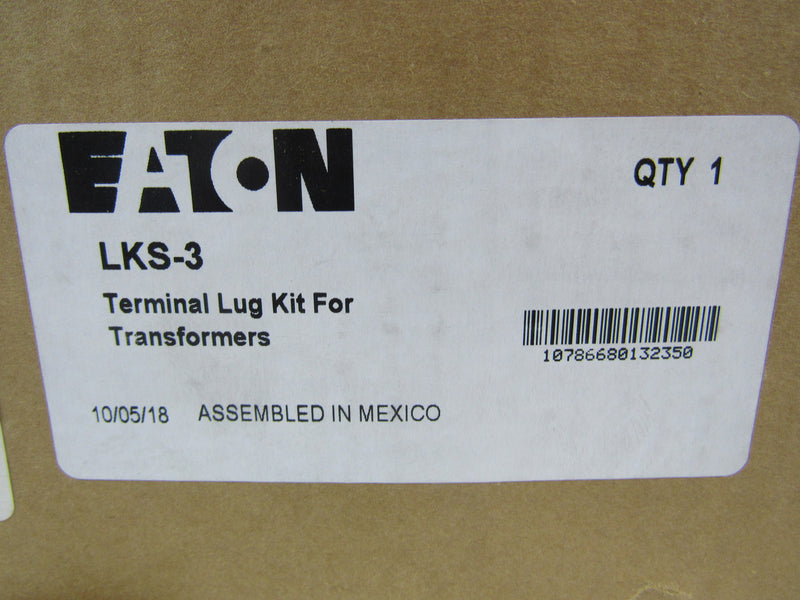 EATON
QTY 1
LKS-3
Terminal Lug Kit For
Transformers
10786680132350
10/05/18 ASSEMBLED IN MEXICO